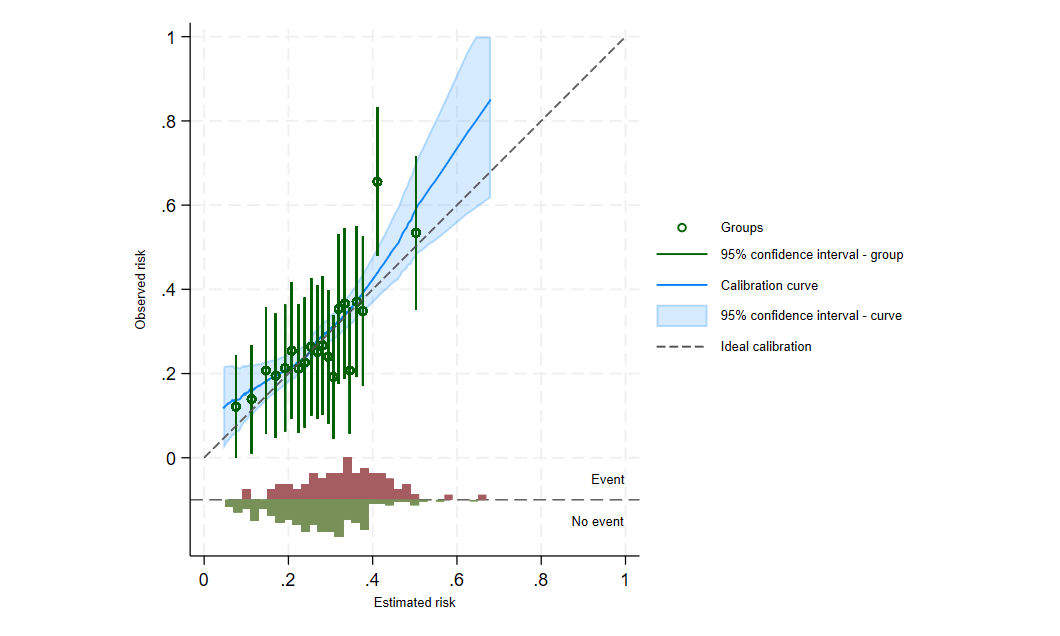 1
.8
.6
.4
.2
0
Observed risk
Event
No event
0 .2 .4 .6 .8 1
Estimated risk
Groups
95% confidence interval - group
Calibration curve
95% confidence interval - curve
Ideal calibration